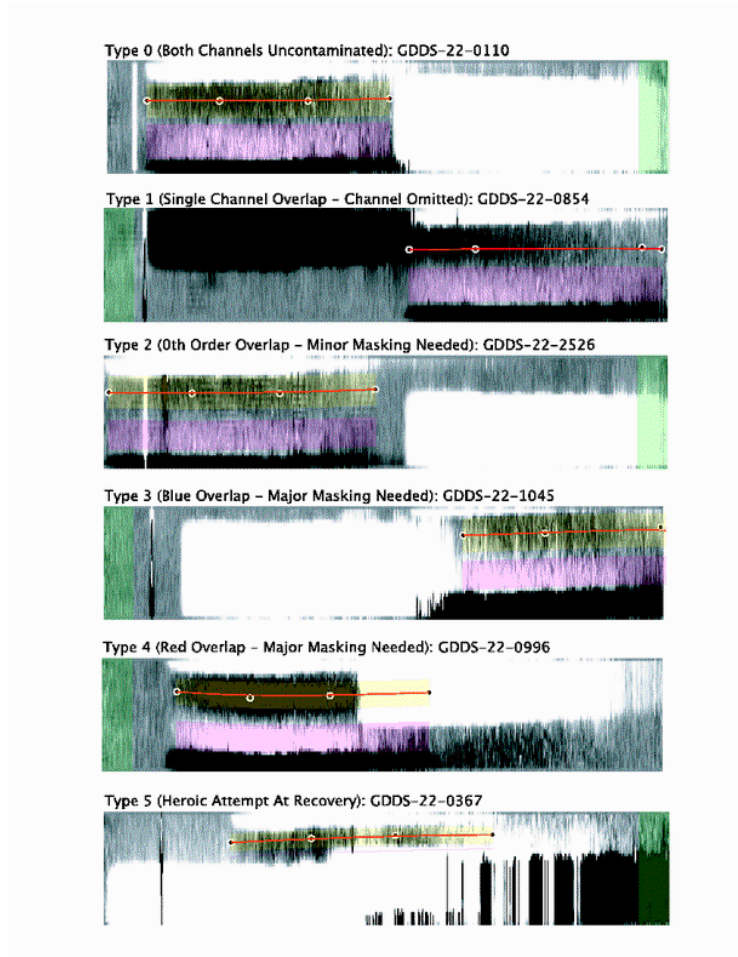 Type 0 (Both Channels Uncontaminated): GDDS-22-0110
Type 1 (Single Channel Overlap - Channel Omitted): GDDS-22-0854
Type 2 (0th Order Overlap - Minor Masking Needed): GDDS-22-2526
Type 3 (Blue Overlap - Major Masking Needed): GDDS-22-1045
Type 4 (Red Overlap - Major Masking Needed): GDDS-22-0996
Type 5 (Heroic Attempt At Recovery): GDDS-22-0367